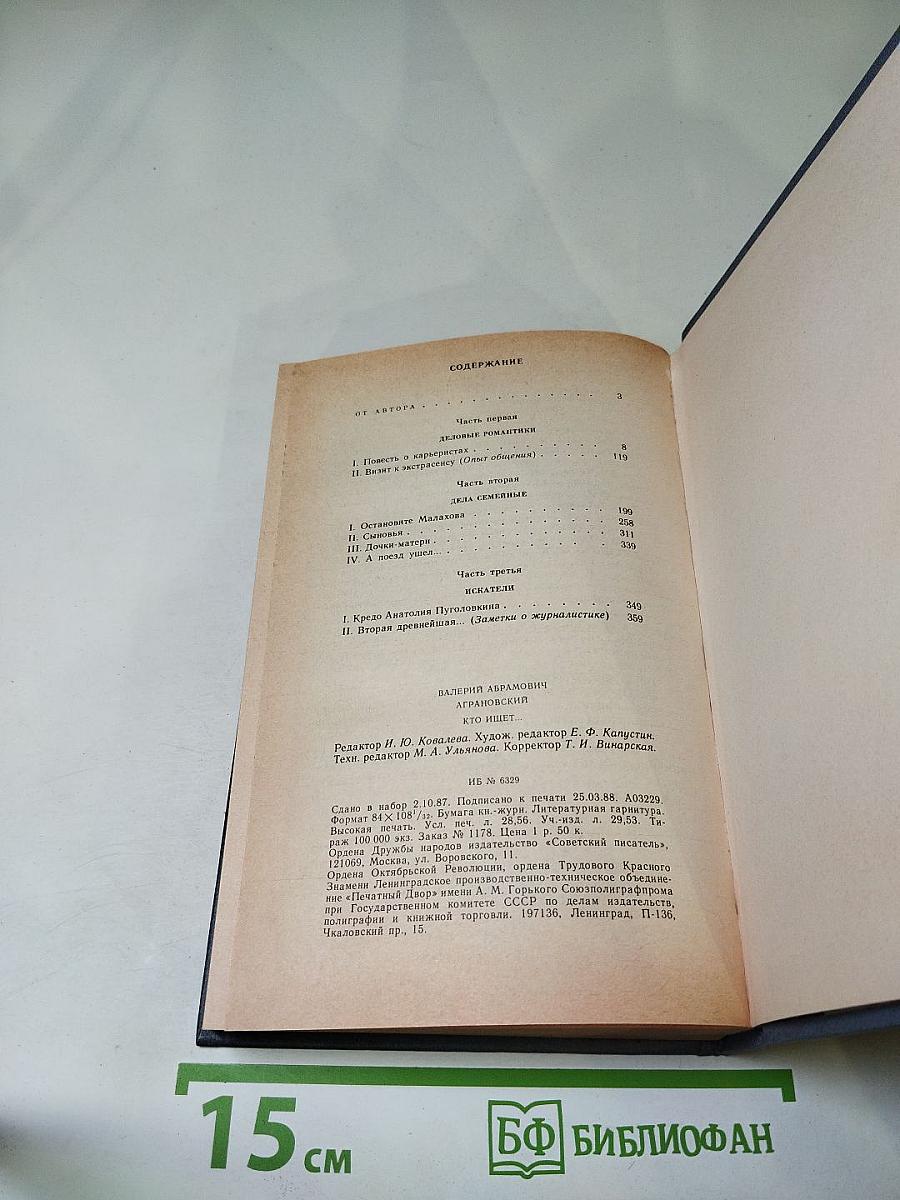 СОДЕРЖАНИЕ
ОТ АВТОРА . . . . . . . . . . . . . . 3
Часть первая
ДЕЛОВЫЕ РОМАНТИКИ
I. Повесть о карьеристах . . . . . . . . . . 8
II. Визит к экстрасенсу (Опыт общения) . . . . . 119
Часть вторая
ДЕЛА СЕМЕЙНЫЕ
I. Остановите Малахова . . . . . . . . . . 199
II. Сыновья . . . . . . . . . . . . . . 258
III. Дочки-матери . . . . . . . . . . . . 311
IV. А поезд ушел... . . . . . . . . . . . 339
Часть третья
ИСКАТЕЛИ
I. Кредо Анатолия Пуголовкина . . . . . . . . 349
II. Вторая древнейшая... (Заметки о журналистике) 359
ВАЛЕРИЙ АБРАМОВИЧ
АГРАНОВСКИЙ
КТО ИЩЕТ...
Редактор И. Ю. Ковалева. Худож. редактор Е. Ф. Капустин.
Техн. редактор М. А. Ульянова. Корректор Т. И. Винарская.
ИБ № 6329
Сдано в набор 2.10.87. Подписано к печати 25.03.88. А03229.
Формат 84×108¹/₃₂. Бумага кн.-журн. Литературная гарнитура.
Высокая печать. Усл. печ. л. 28,56. Уч.-изд. л. 29,53. Ти-
раж 100 000 экз. Заказ № 1178. Цена 1 р. 50 к.
Ордена Дружбы народов издательство «Советский писатель»,
121069, Москва, ул. Воровского, 11.
Ордена Октябрьской Революции, ордена Трудового Красного
Знамени Ленинградское производственно-техническое объедине-
ние «Печатный Двор» имени А. М. Горького Союзполиграфпрома
при Государственном комитете СССР по делам издательств,
полиграфии и книжной торговли. 197136, Ленинград, П-136,
Чкаловский пр., 15.
15 см
БФ БИБЛИОФАН